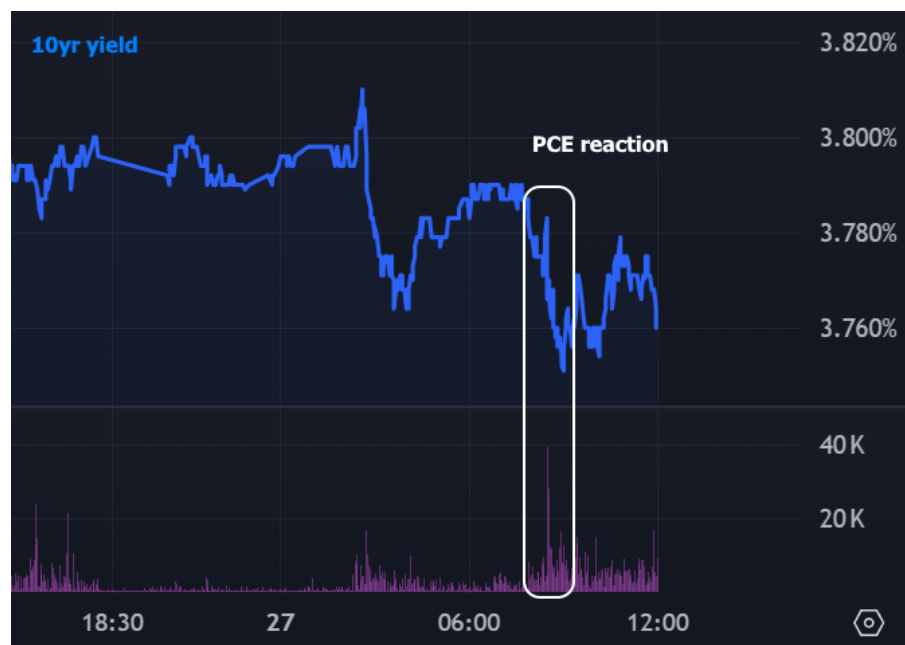 10yr yield
3.820%
3.800%
PCE reaction
3.780%
3.760%
40K
20K
18:30 27 06:00 12:00